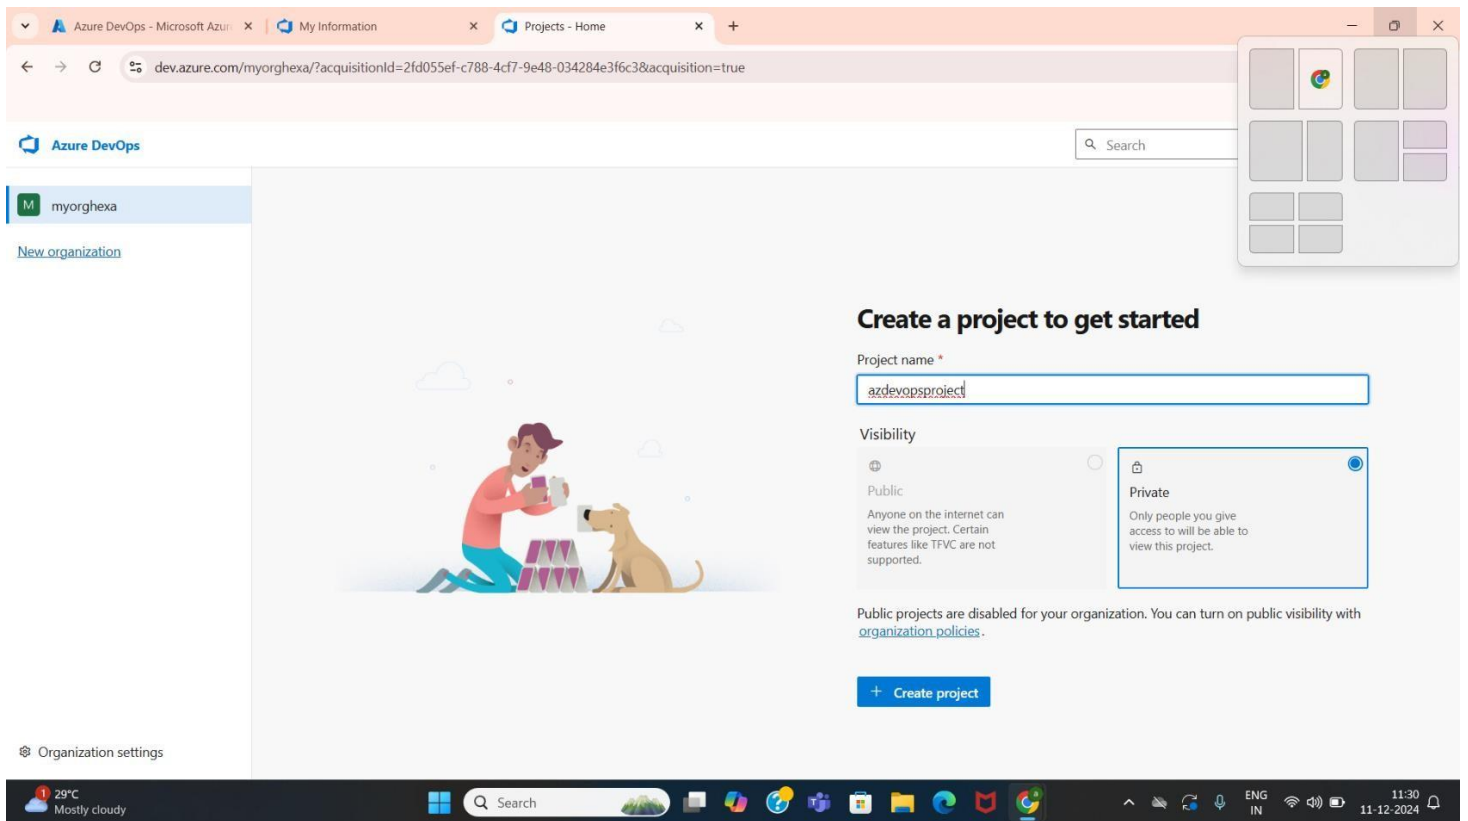 Azure DevOps - Microsoft Azur
My Information
Projects - Home
dev.azure.com/myorghexa/?acquisitionId=2fd055ef-c788-4cf7-9e48-034284e3f6c3&acquisition=true
Azure DevOps
Search
M myorghexa
New organization
Create a project to get started
Project name *
azdevopsproject
Visibility
Public
Anyone on the internet can
view the project. Certain
features like TFVC are not
supported.
Private
Only people you give
access to will be able to
view this project.
Public projects are disabled for your organization. You can turn on public visibility with
organization policies.
+ Create project
Organization settings
1
29°C
Mostly cloudy
Search
ENG
IN
11:30
11-12-2024